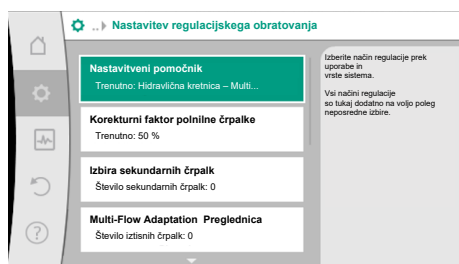 ..▸ Nastavitev regulacijskega obratovanja
Nastavitveni pomočnik
Trenutno: Hidravlična kretnica – Multi...
Korekturni faktor polnilne črpalke
Trenutno: 50 %
Izbira sekundarnih črpalk
Število sekundarnih črpalk: 0
Multi-Flow Adaptation Preglednica
Število iztisnih črpalk: 0
Izberite način regulacije prek
uporabe in
vrste sistema.
Vsi načini regulacije
so tukaj dodatno na voljo poleg
neposredne izbire.
?